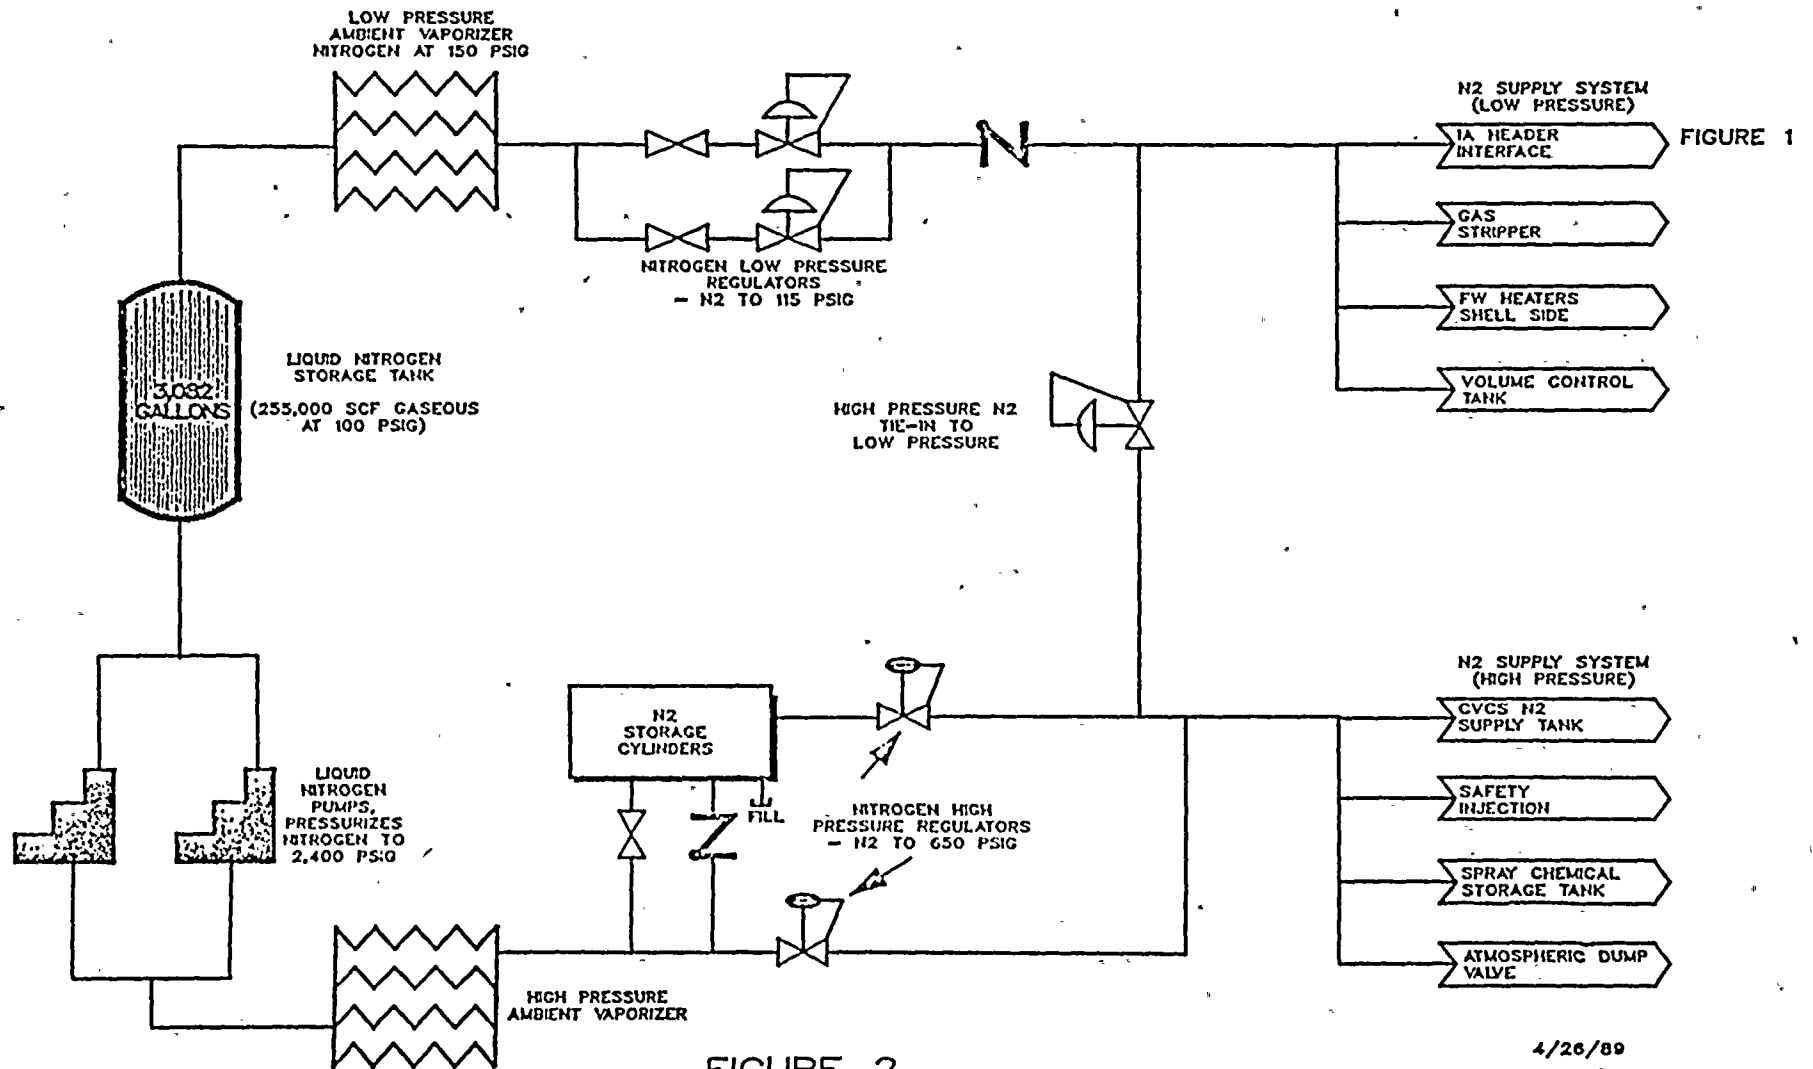 LOW PRESSURE
AMBIENT VAPORIZER
NITROGEN AT 150 PSIG
N2 SUPPLY SYSTEM
(LOW PRESSURE)
IA HEADER
INTERFACE
FIGURE 1
GAS
STRIPPER
FW HEATERS
SHELL SIDE
VOLUME CONTROL
TANK
NITROGEN LOW PRESSURE
REGULATORS
- N2 TO 115 PSIG
LIQUID NITROGEN
STORAGE TANK
(255,000 SCF GASEOUS
AT 100 PSIG)
3,082
GALLONS
HIGH PRESSURE N2
TIE-IN TO
LOW PRESSURE
N2
STORAGE
CYLINDERS
FILL
N2 SUPPLY SYSTEM
(HIGH PRESSURE)
CVCS N2
SUPPLY TANK
SAFETY
INJECTION
SPRAY CHEMICAL
STORAGE TANK
ATMOSPHERIC DUMP
VALVE
LIQUID
NITROGEN
PUMPS,
PRESSURIZES
NITROGEN TO
2,400 PSIG
NITROGEN HIGH
PRESSURE REGULATORS
- N2 TO 650 PSIG
HIGH PRESSURE
AMBIENT VAPORIZER
FIGURE 2
4/26/89